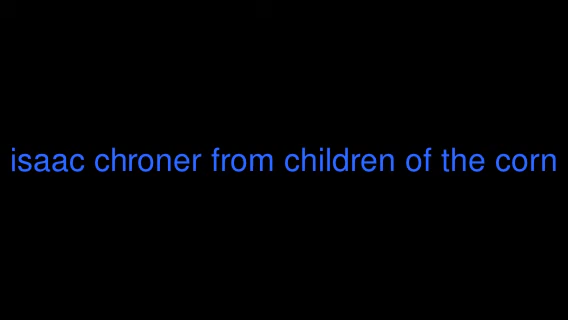 isaac chroner from children of the corn